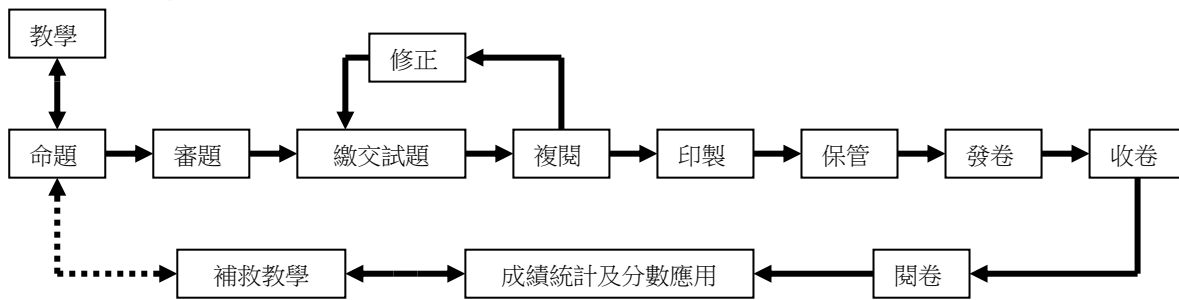 教學
修正
命題
審題
繳交試題
複閱
印製
保管
發卷
收卷
補救教學
成績統計及分數應用
閱卷